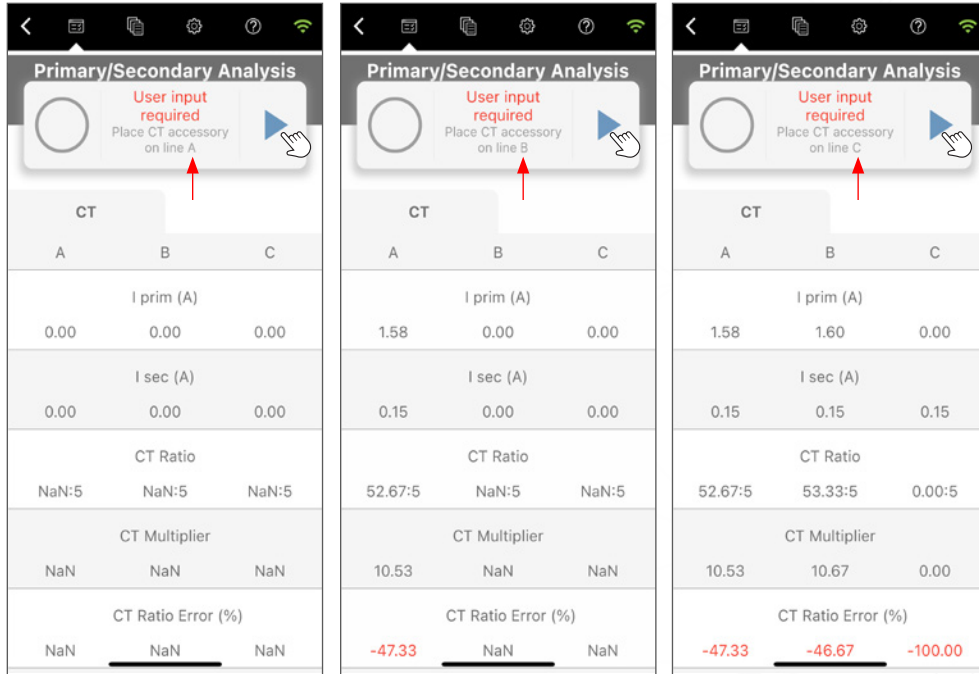 Primary/Secondary Analysis
User input
required
Place CT accessory
on line A
CT
A B C
I prim (A)
0.00 0.00 0.00
I sec (A)
0.00 0.00 0.00
CT Ratio
NaN:5 NaN:5 NaN:5
CT Multiplier
NaN NaN NaN
CT Ratio Error (%)
NaN NaN NaN
Primary/Secondary Analysis
User input
required
Place CT accessory
on line B
CT
A B C
I prim (A)
1.58 0.00 0.00
I sec (A)
0.15 0.00 0.00
CT Ratio
52.67:5 NaN:5 NaN:5
CT Multiplier
10.53 NaN NaN
CT Ratio Error (%)
-47.33 NaN NaN
Primary/Secondary Analysis
User input
required
Place CT accessory
on line C
CT
A B C
I prim (A)
1.58 1.60 0.00
I sec (A)
0.15 0.15 0.15
CT Ratio
52.67:5 53.33:5 0.00:5
CT Multiplier
10.53 10.67 0.00
CT Ratio Error (%)
-47.33 -46.67 -100.00